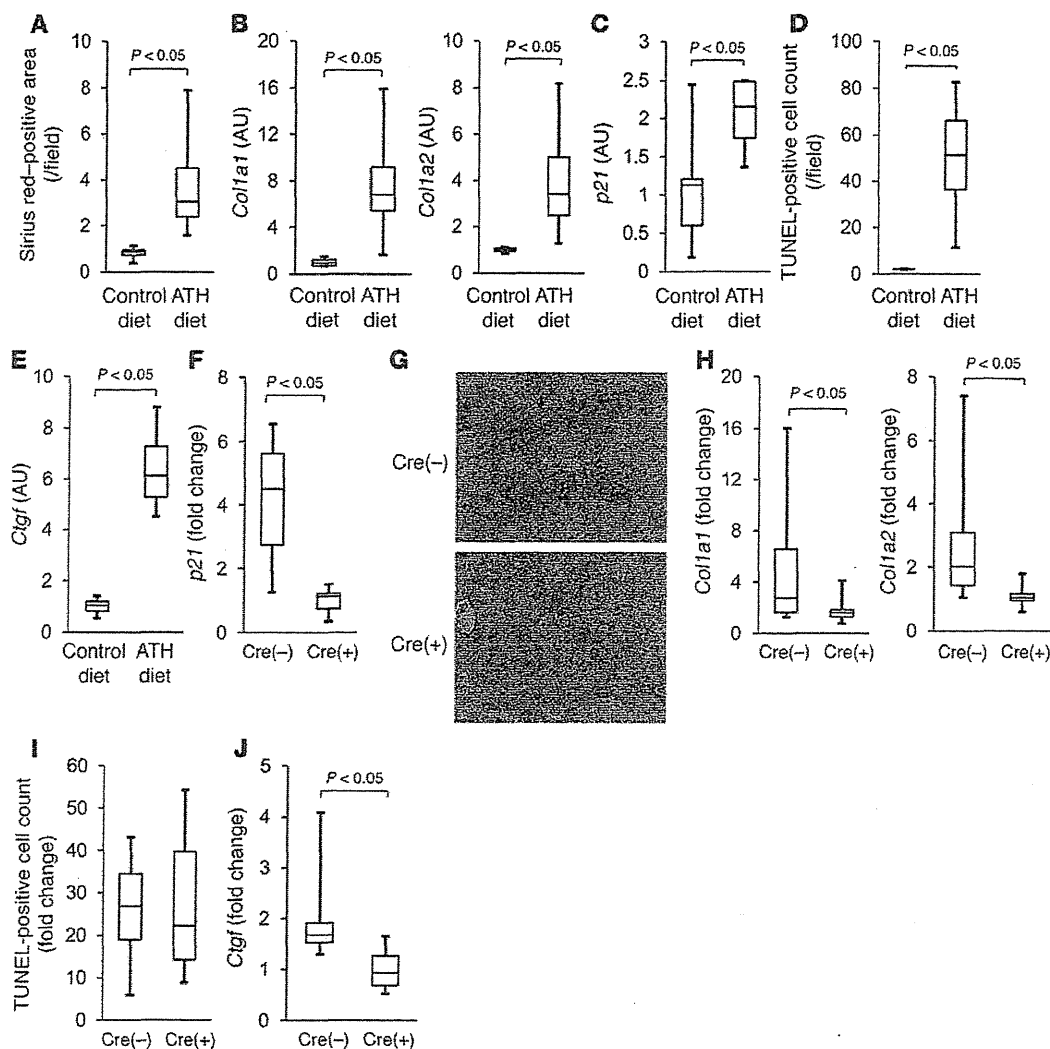 A
Sirius red–positive area
(/field)
10
8
6
4
2
0
P < 0.05
Control ATH
diet diet
B
Col1a1 (AU)
20
16
12
8
4
0
P < 0.05
Control ATH
diet diet
Col1a2 (AU)
10
8
6
4
2
0
P < 0.05
Control ATH
diet diet
C
p21 (AU)
3
2.5
2
1.5
1
0.5
0
P < 0.05
Control ATH
diet diet
D
TUNEL-positive cell count
(/field)
100
80
60
40
20
0
P < 0.05
Control ATH
diet diet
E
Ctgf (AU)
10
8
6
4
2
0
P < 0.05
Control ATH
diet diet
F
p21 (fold change)
8
6
4
2
0
P < 0.05
Cre(–) Cre(+)
G
Cre(–)
Cre(+)
H
Col1a1 (fold change)
20
16
12
8
4
0
P < 0.05
Cre(–) Cre(+)
Col1a2 (fold change)
8
6
4
2
0
P < 0.05
Cre(–) Cre(+)
I
TUNEL-positive cell count
(fold change)
60
50
40
30
20
10
0
Cre(–) Cre(+)
J
Ctgf (fold change)
5
4
3
2
1
0
P < 0.05
Cre(–) Cre(+)